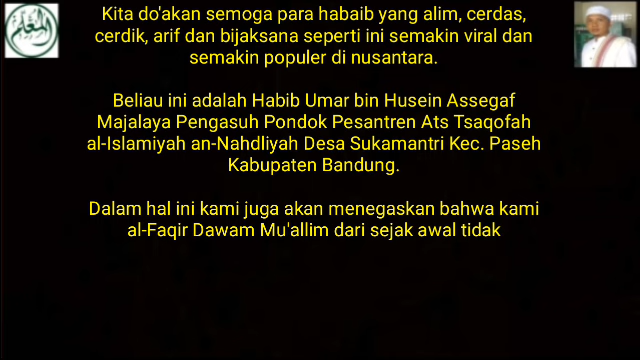 Kita do'akan semoga para habaib yang alim, cerdas,
cerdik, arif dan bijaksana seperti ini semakin viral dan
semakin populer di nusantara.
Beliau ini adalah Habib Umar bin Husein Assegaf
Majalaya Pengasuh Pondok Pesantren Ats Tsaqofah
al-Islamiyah an-Nahdliyah Desa Sukamantri Kec. Paseh
Kabupaten Bandung.
Dalam hal ini kami juga akan menegaskan bahwa kami
al-Faqir Dawam Mu'allim dari sejak awal tidak